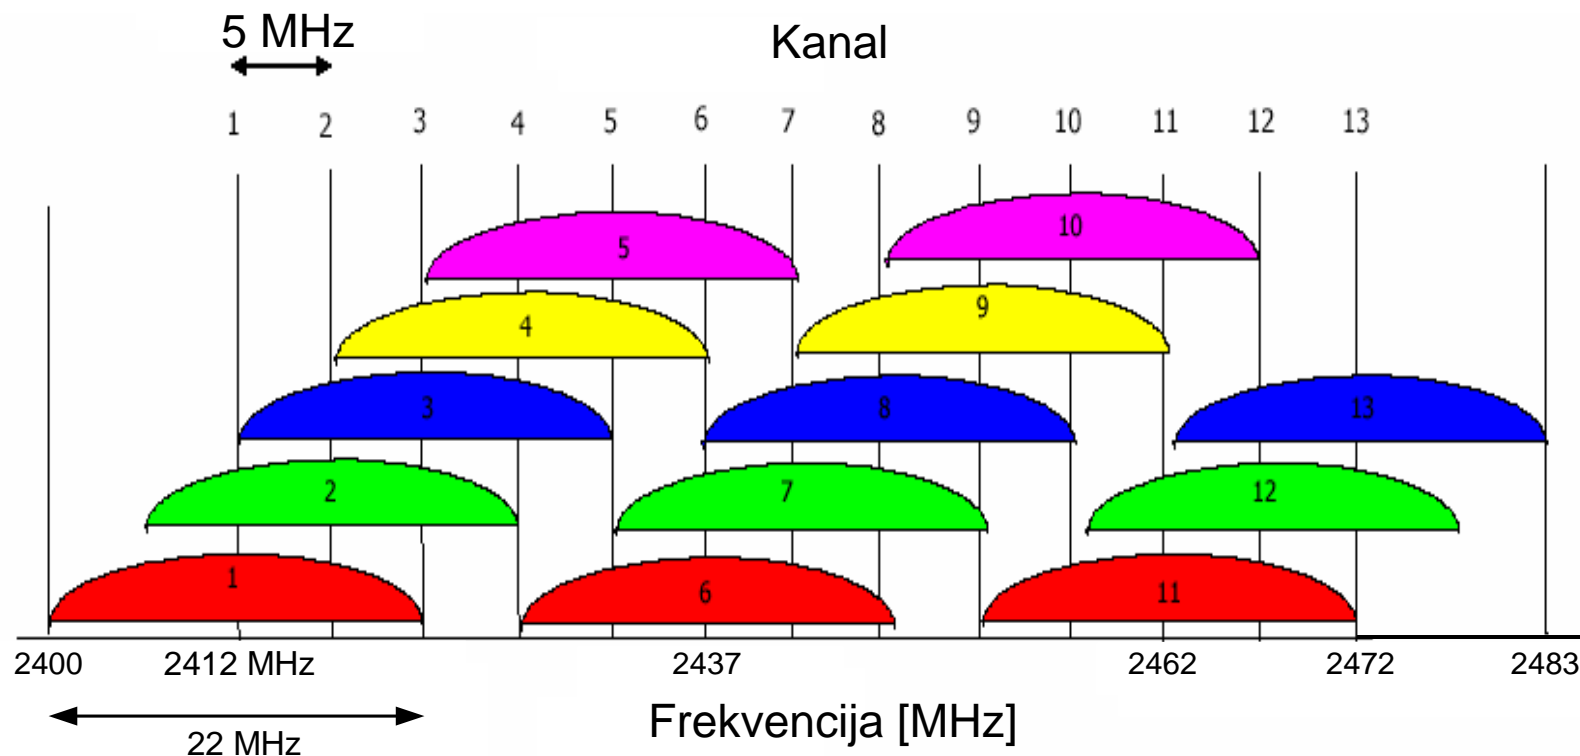 5 MHz
Kanal
1 2 3 4 5 6 7 8 9 10 11 12 13
10
5
9
4
3 8 13
2 7 12
1 6 11
2400 2412 MHz 2437 2462 2472 2483
Frekvencija [MHz]
22 MHz